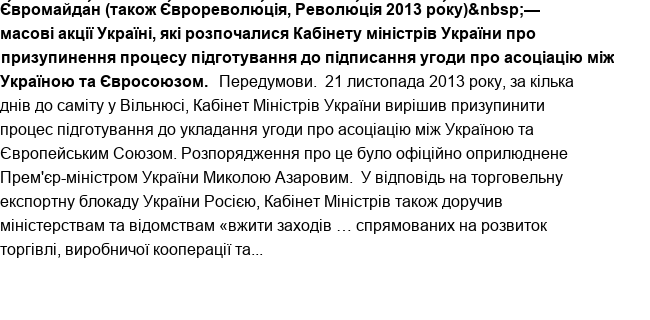 Євромайда́н (також Єврореволю́ція, Револю́ція 2013 ро́ку)&nbsp;—
масові акції Україні, які розпочалися Кабінету міністрів України про
призупинення процесу підготування до підписання угоди про асоціацію між
Україною та Євросоюзом.  Передумови.  21 листопада 2013 року, за кілька
днів до саміту у Вільнюсі, Кабінет Міністрів України вирішив призупинити
процес підготування до укладання угоди про асоціацію між Україною та
Європейським Союзом. Розпорядження про це було офіційно оприлюднене
Прем'єр-міністром України Миколою Азаровим.  У відповідь на торговельну
експортну блокаду України Росією, Кабінет Міністрів також доручив
міністерствам та відомствам «вжити заходів … спрямованих на розвиток
торгівлі, виробничої кооперації та...